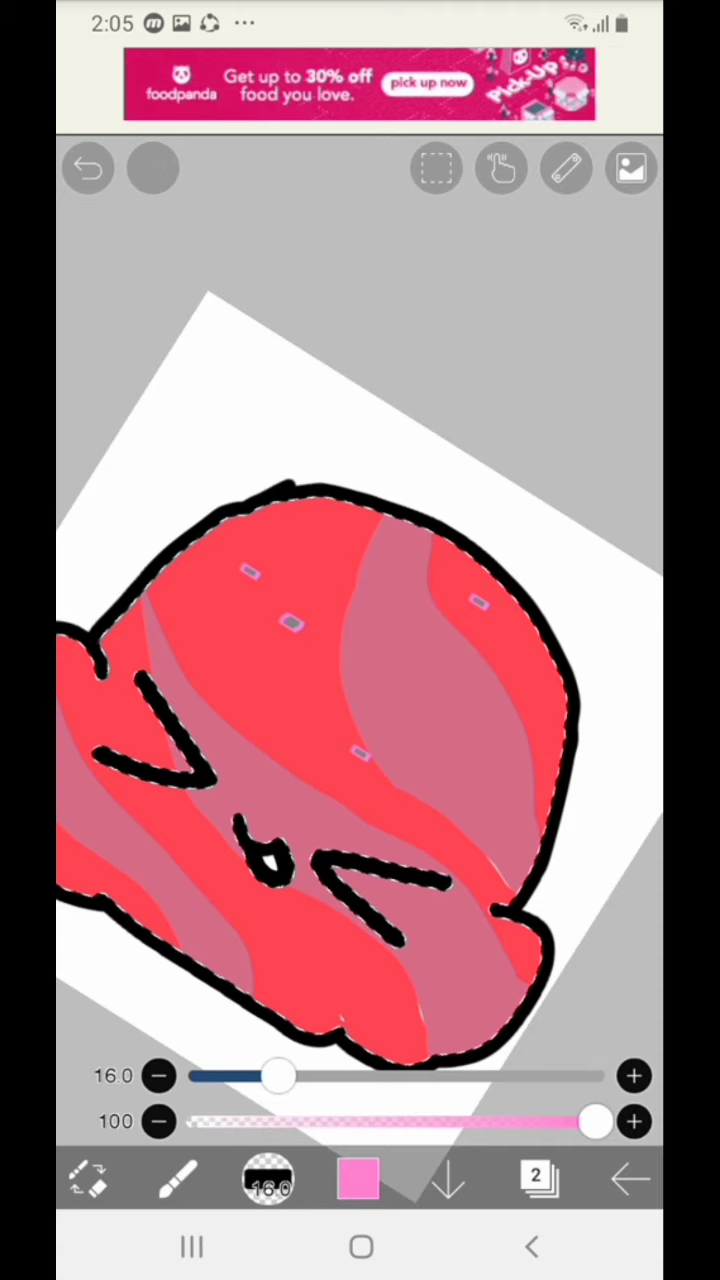 2:05
Get up to 30% off
food you love.
foodpanda
pick up now
Pick-Up
16.0
100
16.0
2